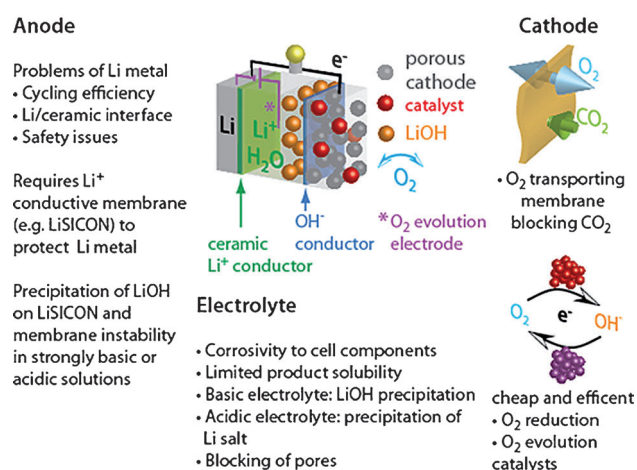 Anode
Problems of Li metal
• Cycling efficiency
• Li/ceramic interface
• Safety issues
Requires Li⁺
conductive membrane
(e.g. LiSICON) to
protect Li metal
Precipitation of LiOH
on LiSICON and
membrane instability
in strongly basic or
acidic solutions
e⁻
Li
*
Li⁺
H₂O
porous
cathode
catalyst
LiOH
O₂
ceramic
Li⁺ conductor
OH⁻
conductor
*O₂ evolution
electrode
Electrolyte
• Corrosivity to cell components
• Limited product solubility
• Basic electrolyte: LiOH precipitation
• Acidic electrolyte: precipitation of
Li salt
• Blocking of pores
Cathode
O₂
CO₂
• O₂ transporting
membrane
blocking CO₂
O₂
e⁻
OH⁻
cheap and efficent
• O₂ reduction
• O₂ evolution
catalysts